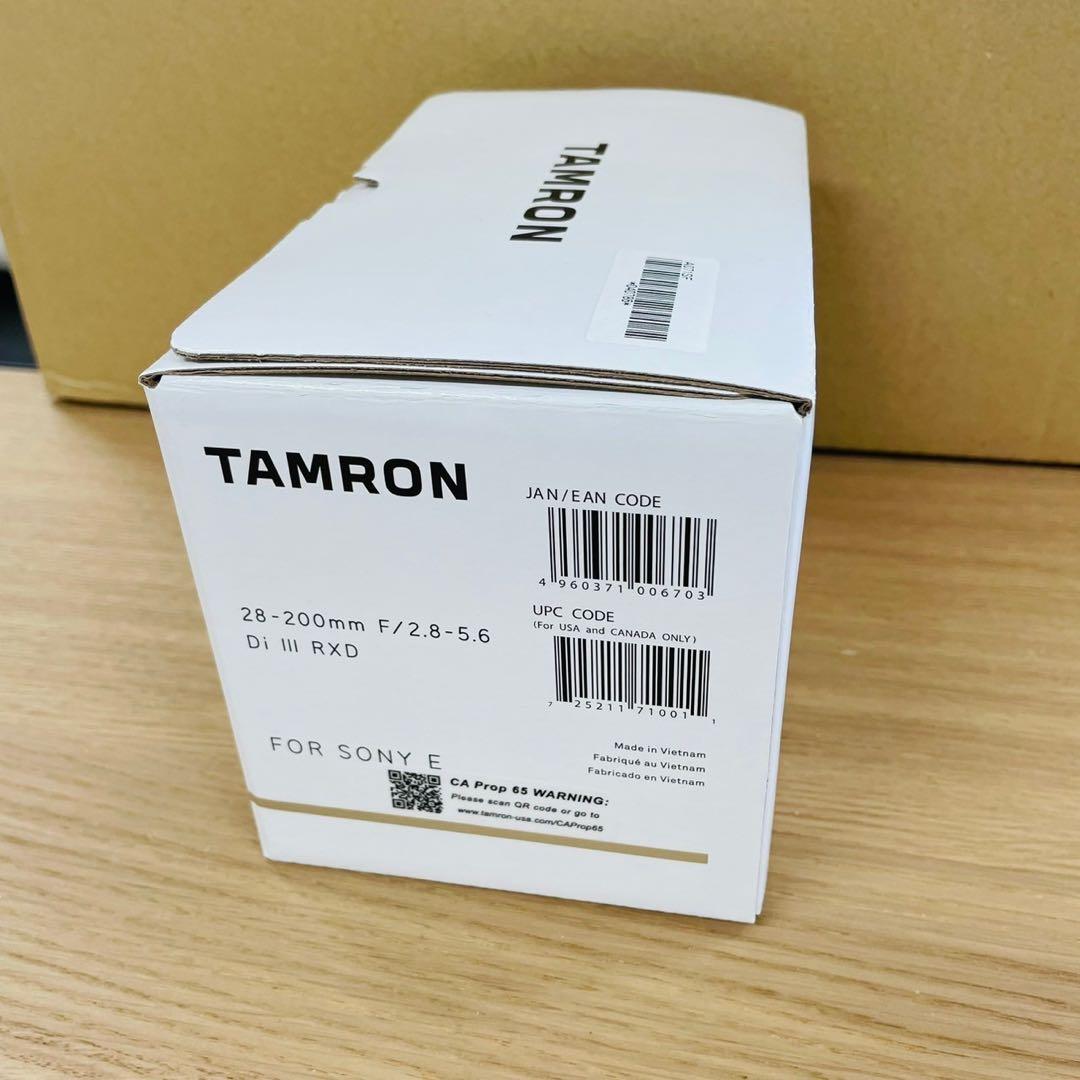 TAMRON
A071SF
TAMRON
JAN/EAN CODE
4 960371 006703
28-200mm F/2.8-5.6
Di III RXD
UPC CODE
(For USA and CANADA ONLY)
7 25211 71001 1
FOR SONY E
Made in Vietnam
Fabriqué au Vietnam
Fabricado en Vietnam
CA Prop 65 WARNING:
Please scan QR code or go to
www.tamron-usa.com/CAProp65